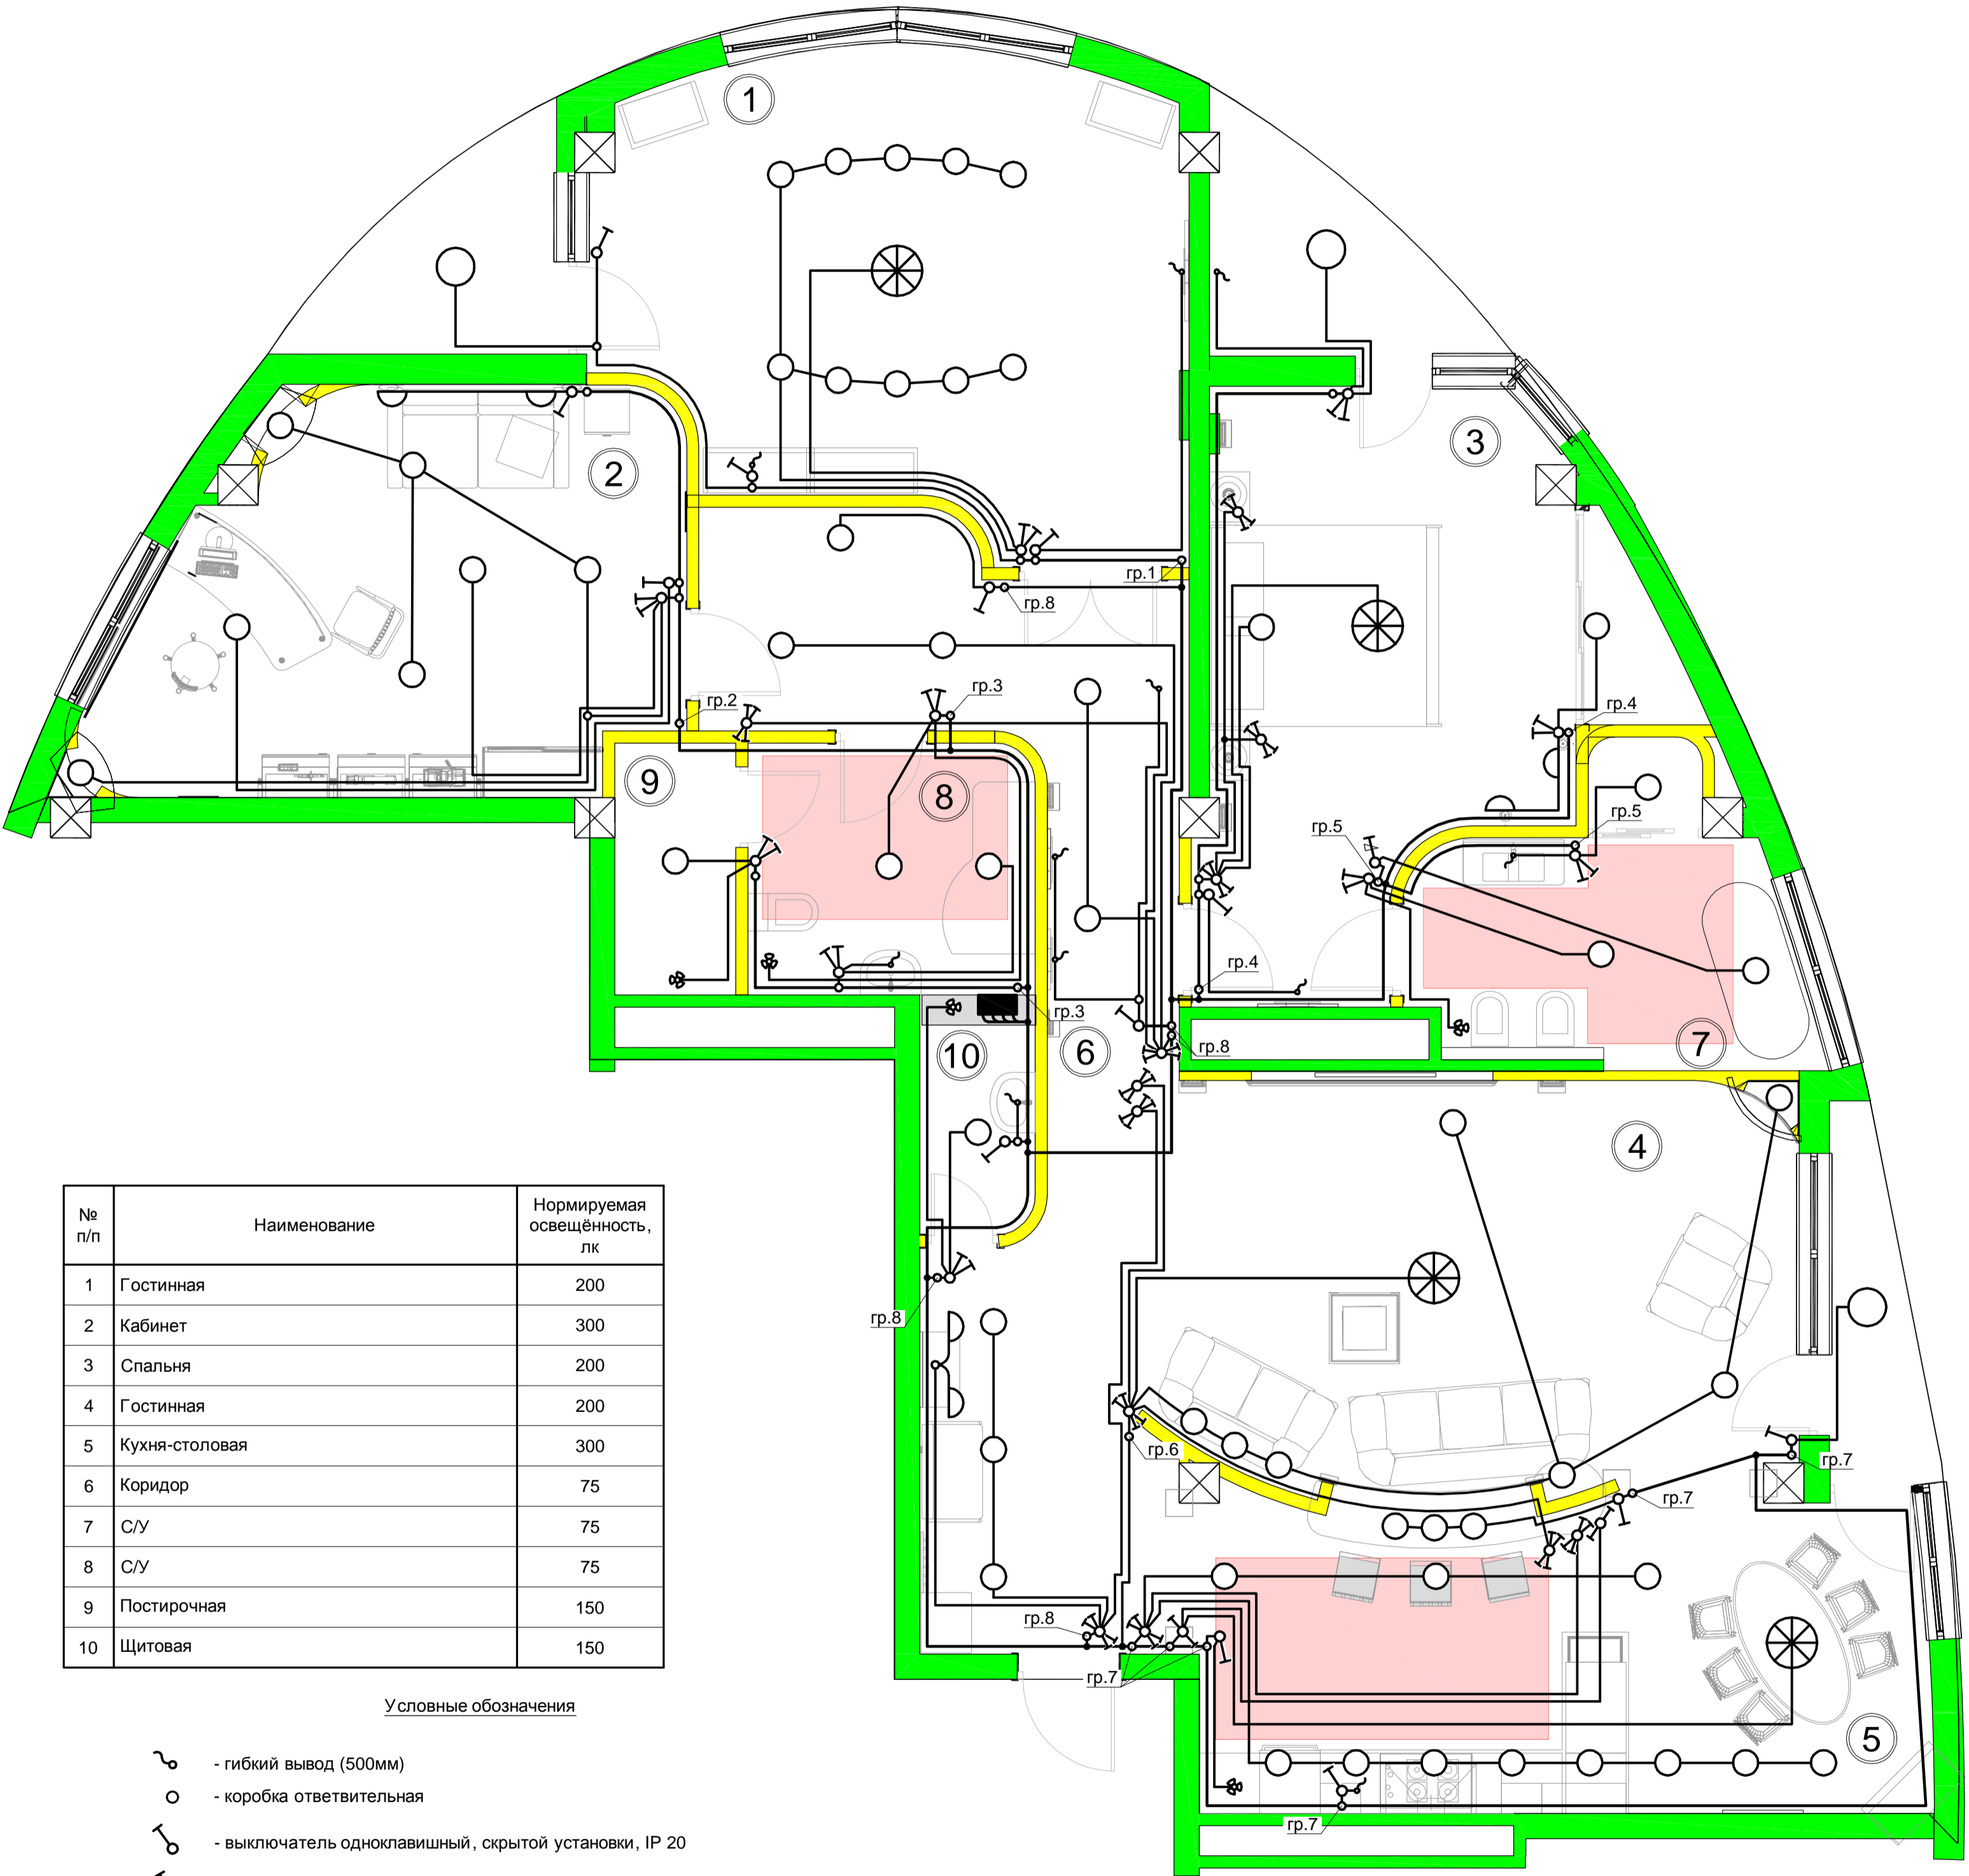 1
2
3
гр.1
гр.8
гр.3
гр.2
гр.4
9
8
гр.5
гр.5
гр.4
гр.3
10
6
гр.8
7
4
гр.8
гр.6
гр.7
гр.7
гр.8
гр.7
5
гр.7
№ п/п Наименование Нормируемая освещённость, лк
1 Гостинная 200
2 Кабинет 300
3 Спальня 200
4 Гостинная 200
5 Кухня-столовая 300
6 Коридор 75
7 С/У 75
8 С/У 75
9 Постирочная 150
10 Щитовая 150
Условные обозначения
- гибкий вывод (500мм)
- коробка ответвительная
- выключатель одноклавишный, скрытой установки, IP 20